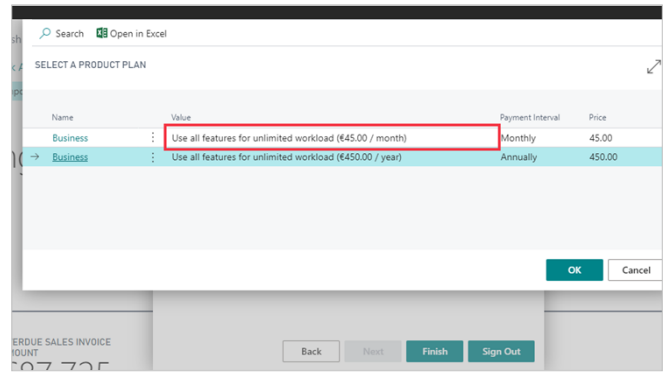 Search Open in Excel
SELECT A PRODUCT PLAN
Name Value Payment Interval Price
Business Use all features for unlimited workload (€45.00 / month) Monthly 45.00
Business Use all features for unlimited workload (€450.00 / year) Annually 450.00
OK Cancel
ERDUE SALES INVOICE
OUNT
Back Next Finish Sign Out